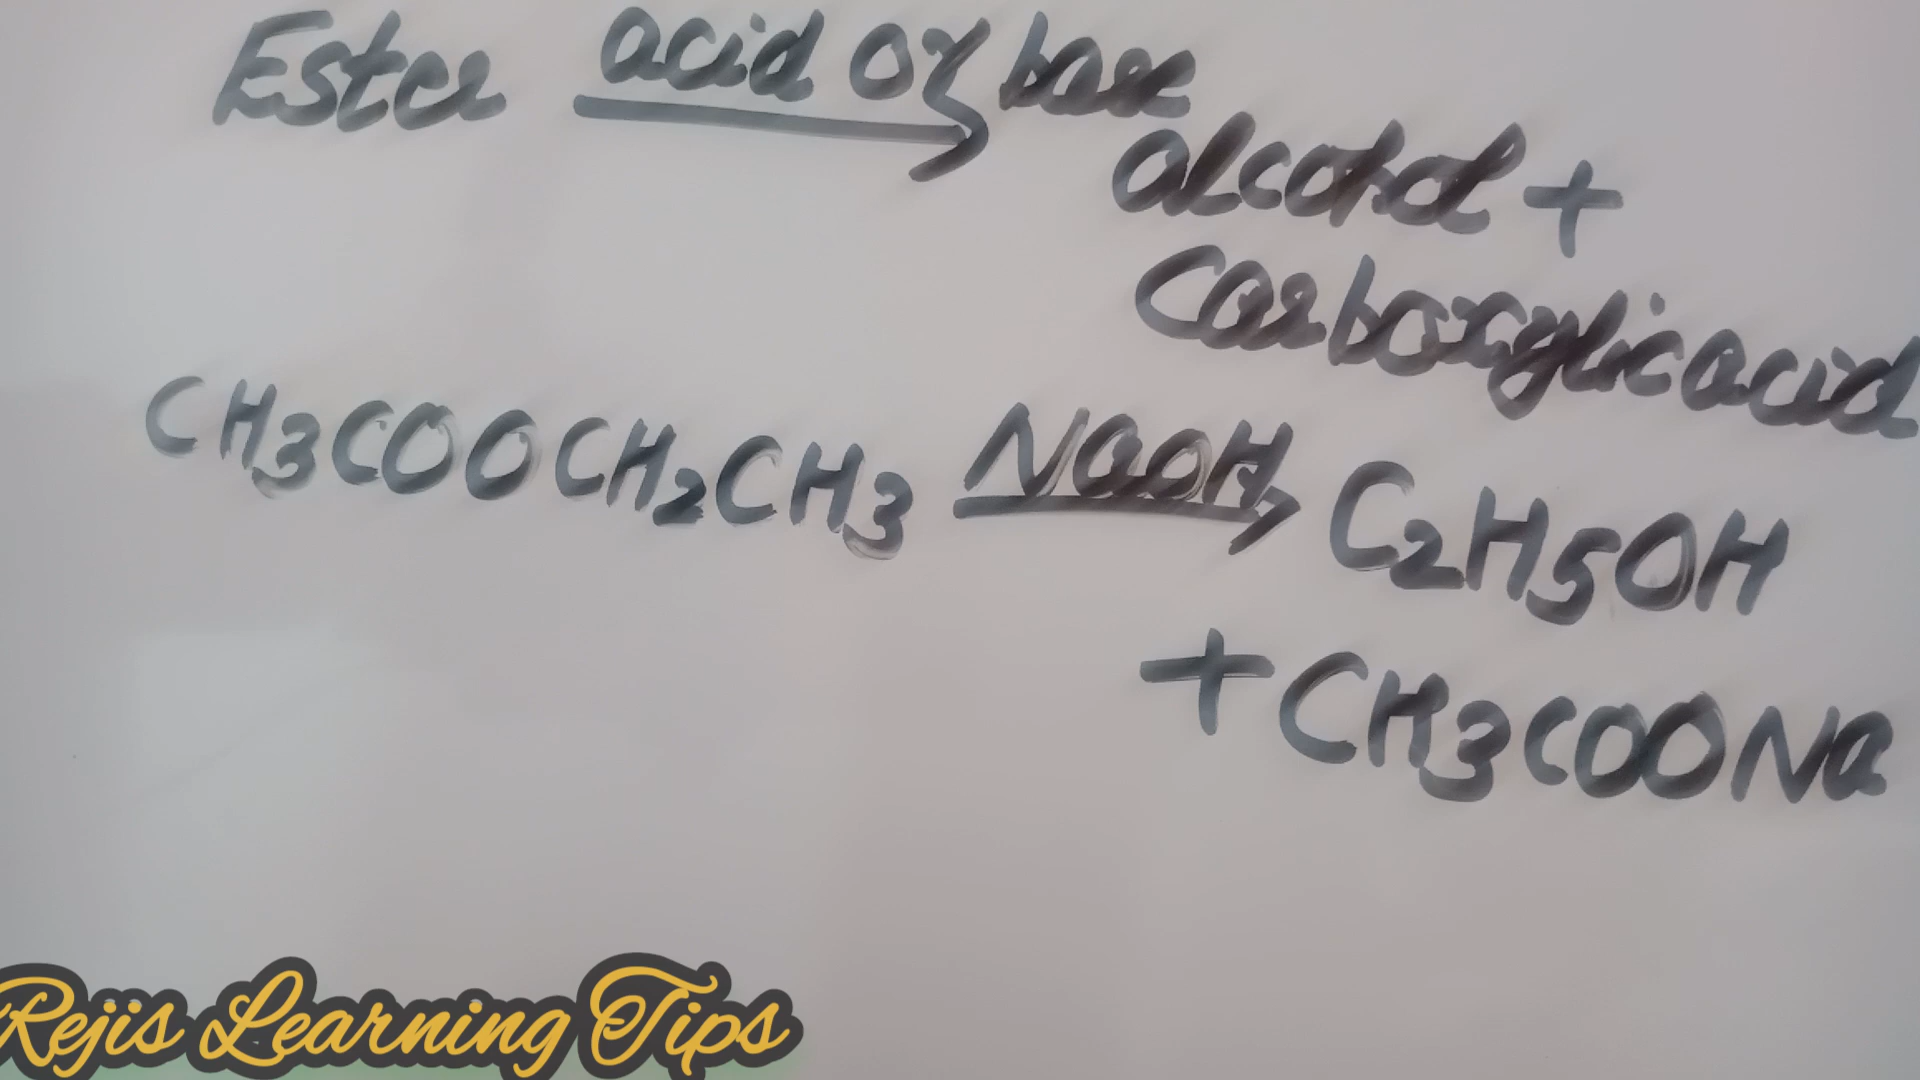 Ester acid or base
alcohol +
Carboxylic acid
CH3COOCH2CH3 NaOH C2H5OH
+ CH3COONa
Rejis Learning Tips